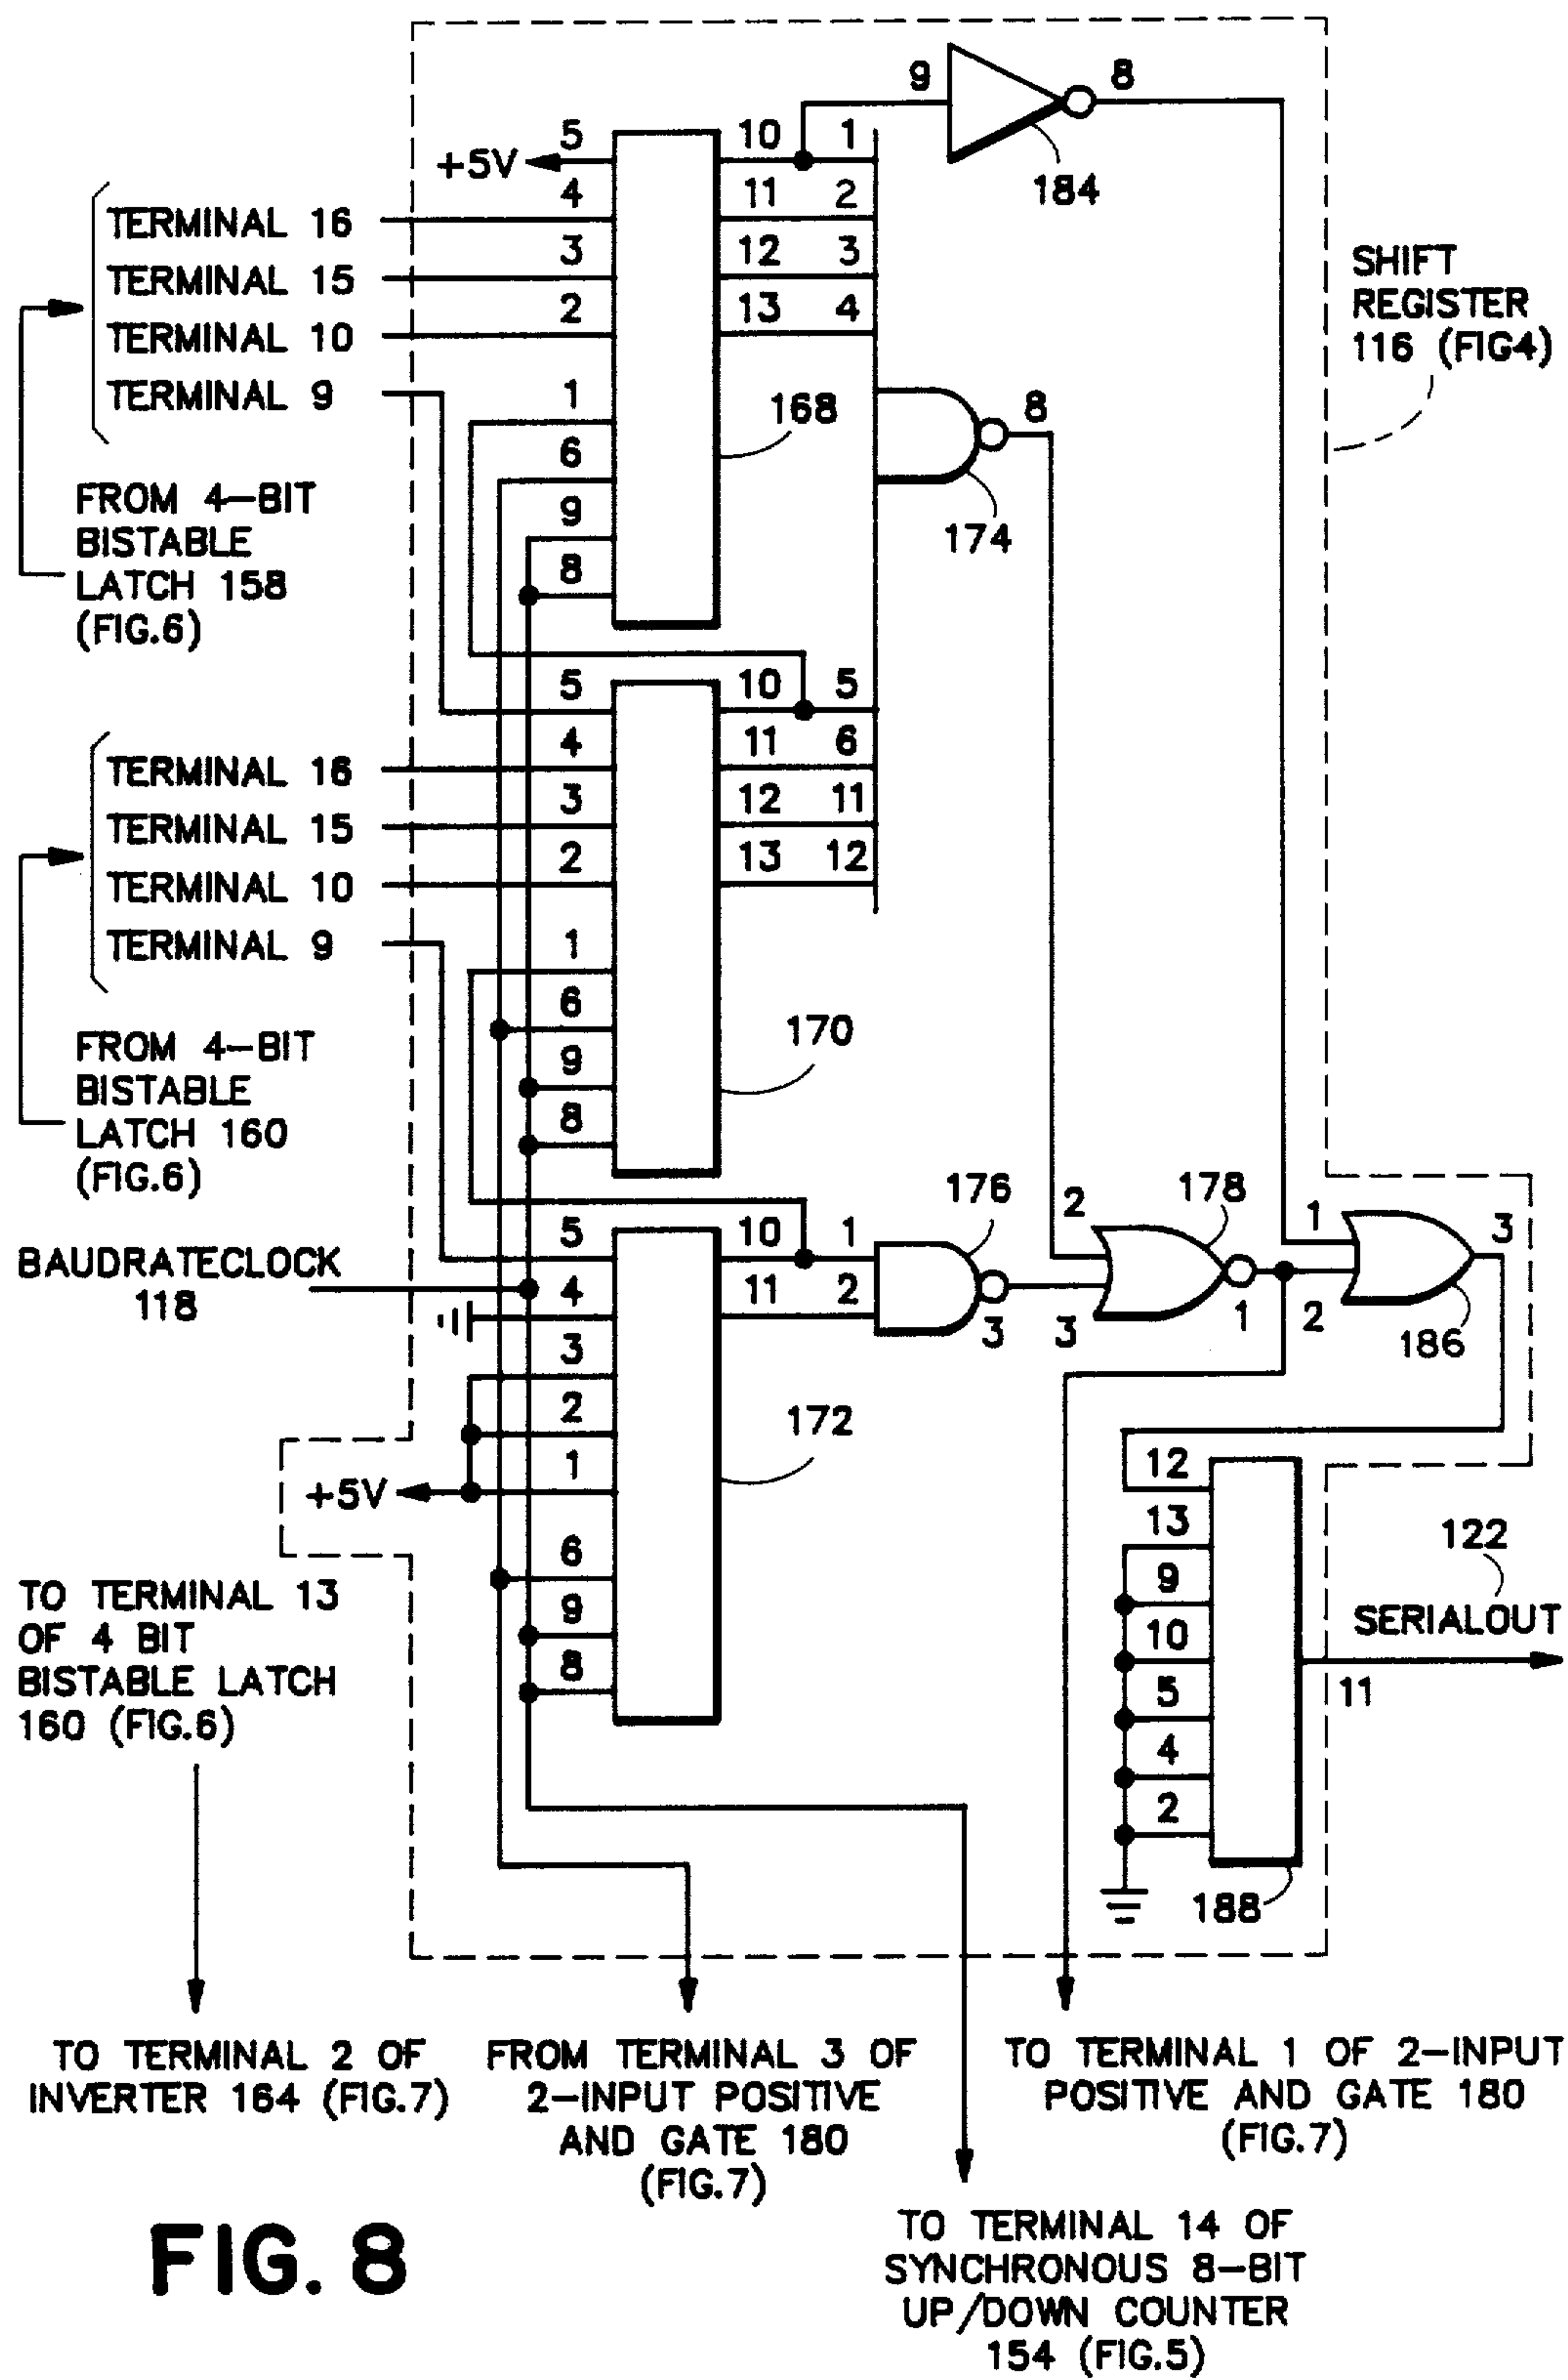 9
8
184
+5V
5
10
1
TERMINAL 16
4
11
2
TERMINAL 15
3
12
3
TERMINAL 10
2
13
4
TERMINAL 9
1
6
9
8
168
8
174
SHIFT
REGISTER
116 (FIG4)
FROM 4-BIT
BISTABLE
LATCH 158
(FIG.6)
5
10
5
TERMINAL 16
4
11
6
TERMINAL 15
3
12
11
TERMINAL 10
2
13
12
TERMINAL 9
1
6
9
8
170
FROM 4-BIT
BISTABLE
LATCH 160
(FIG.6)
BAUDRATECLOCK
118
5
10
1
4
11
2
3
2
1
6
9
8
172
176
3
2
3
178
1
1
2
3
186
+5V
12
13
9
10
5
4
2
188
11
122
SERIALOUT
TO TERMINAL 13
OF 4 BIT
BISTABLE LATCH
160 (FIG.6)
TO TERMINAL 2 OF
INVERTER 164 (FIG.7)
FROM TERMINAL 3 OF
2-INPUT POSITIVE
AND GATE 180
(FIG.7)
TO TERMINAL 1 OF 2-INPUT
POSITIVE AND GATE 180
(FIG.7)
TO TERMINAL 14 OF
SYNCHRONOUS 8-BIT
UP/DOWN COUNTER
154 (FIG.5)
FIG. 8